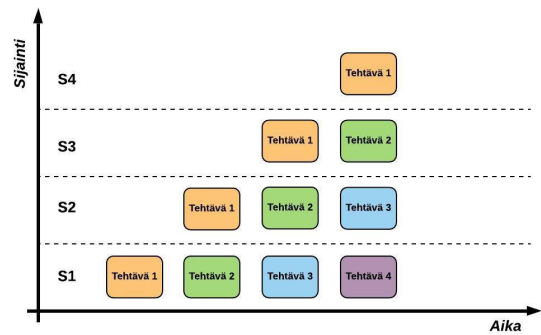 Sijainti
S4
Tehtävä 1
S3
Tehtävä 1
Tehtävä 2
S2
Tehtävä 1
Tehtävä 2
Tehtävä 3
S1
Tehtävä 1
Tehtävä 2
Tehtävä 3
Tehtävä 4
Aika